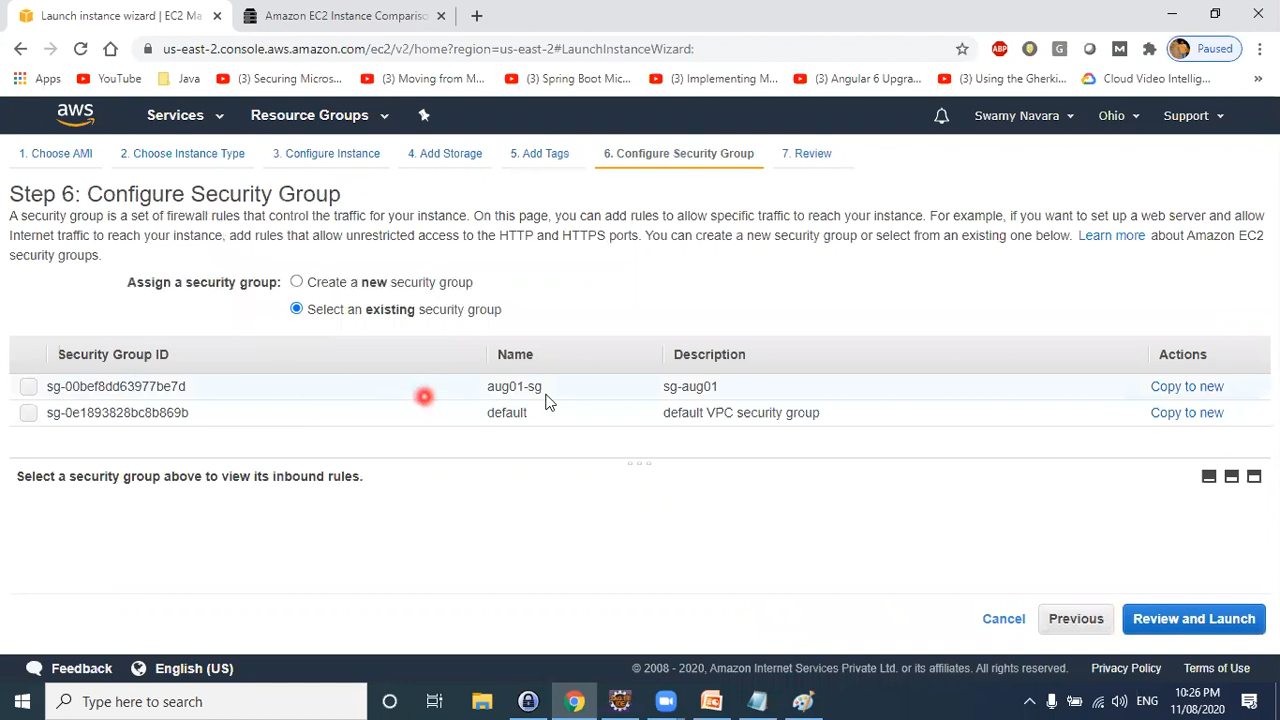 Launch instance wizard | EC2 Ma
Amazon EC2 Instance Comparisc
us-east-2.console.aws.amazon.com/ec2/v2/home?region=us-east-2#LaunchInstanceWizard:
ABP
G
M
Paused
Apps
YouTube
Java
(3) Securing Micros...
(3) Moving from M...
(3) Spring Boot Mic...
(3) Implementing M...
(3) Angular 6 Upgra...
(3) Using the Gherki...
Cloud Video Intellig...
»
aws
Services
Resource Groups
Swamy Navara
Ohio
Support
1. Choose AMI
2. Choose Instance Type
3. Configure Instance
4. Add Storage
5. Add Tags
6. Configure Security Group
7. Review
Step 6: Configure Security Group
A security group is a set of firewall rules that control the traffic for your instance. On this page, you can add rules to allow specific traffic to reach your instance. For example, if you want to set up a web server and allow
Internet traffic to reach your instance, add rules that allow unrestricted access to the HTTP and HTTPS ports. You can create a new security group or select from an existing one below. Learn more about Amazon EC2
security groups.
Assign a security group:
Create a new security group
Select an existing security group
Security Group ID
Name
Description
Actions
sg-00bef8dd63977be7d
aug01-sg
sg-aug01
Copy to new
sg-0e1893828bc8b869b
default
default VPC security group
Copy to new
Select a security group above to view its inbound rules.
Cancel
Previous
Review and Launch
Feedback
English (US)
© 2008 - 2020, Amazon Internet Services Private Ltd. or its affiliates. All rights reserved.
Privacy Policy
Terms of Use
Type here to search
ENG
10:26 PM
11/08/2020